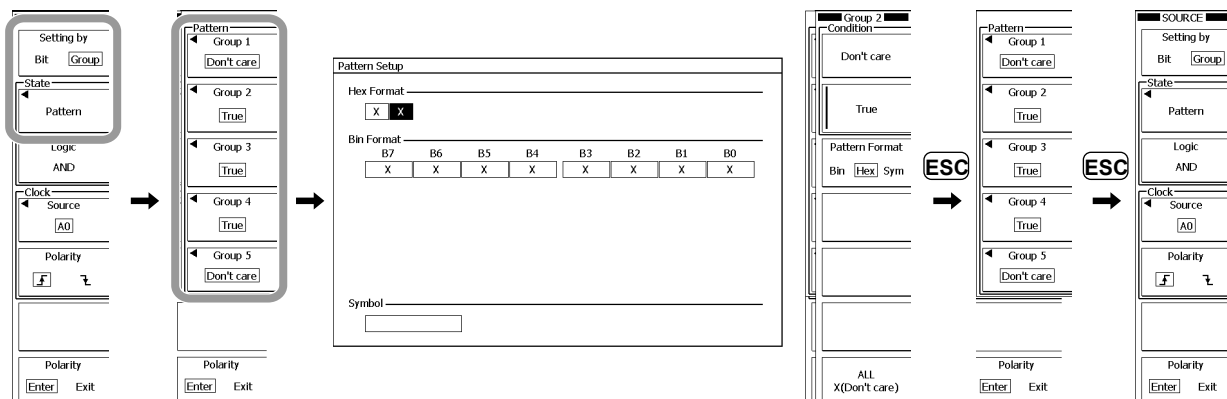 Setting by
Bit Group
State
Pattern
Logic
AND
Clock
Source
A0
Polarity
Polarity
Enter Exit
Pattern
Group 1
Don't care
Group 2
True
Group 3
True
Group 4
True
Group 5
Don't care
Polarity
Enter Exit
Pattern Setup
Hex Format
X X
Bin Format
B7 B6 B5 B4 B3 B2 B1 B0
X X X X X X X X
Symbol
Group 2
Condition
Don't care
True
Pattern Format
Bin Hex Sym
ALL
X(Don't care)
ESC
Pattern
Group 1
Don't care
Group 2
True
Group 3
True
Group 4
True
Group 5
Don't care
Polarity
Enter Exit
ESC
SOURCE
Setting by
Bit Group
State
Pattern
Logic
AND
Clock
Source
A0
Polarity
Polarity
Enter Exit